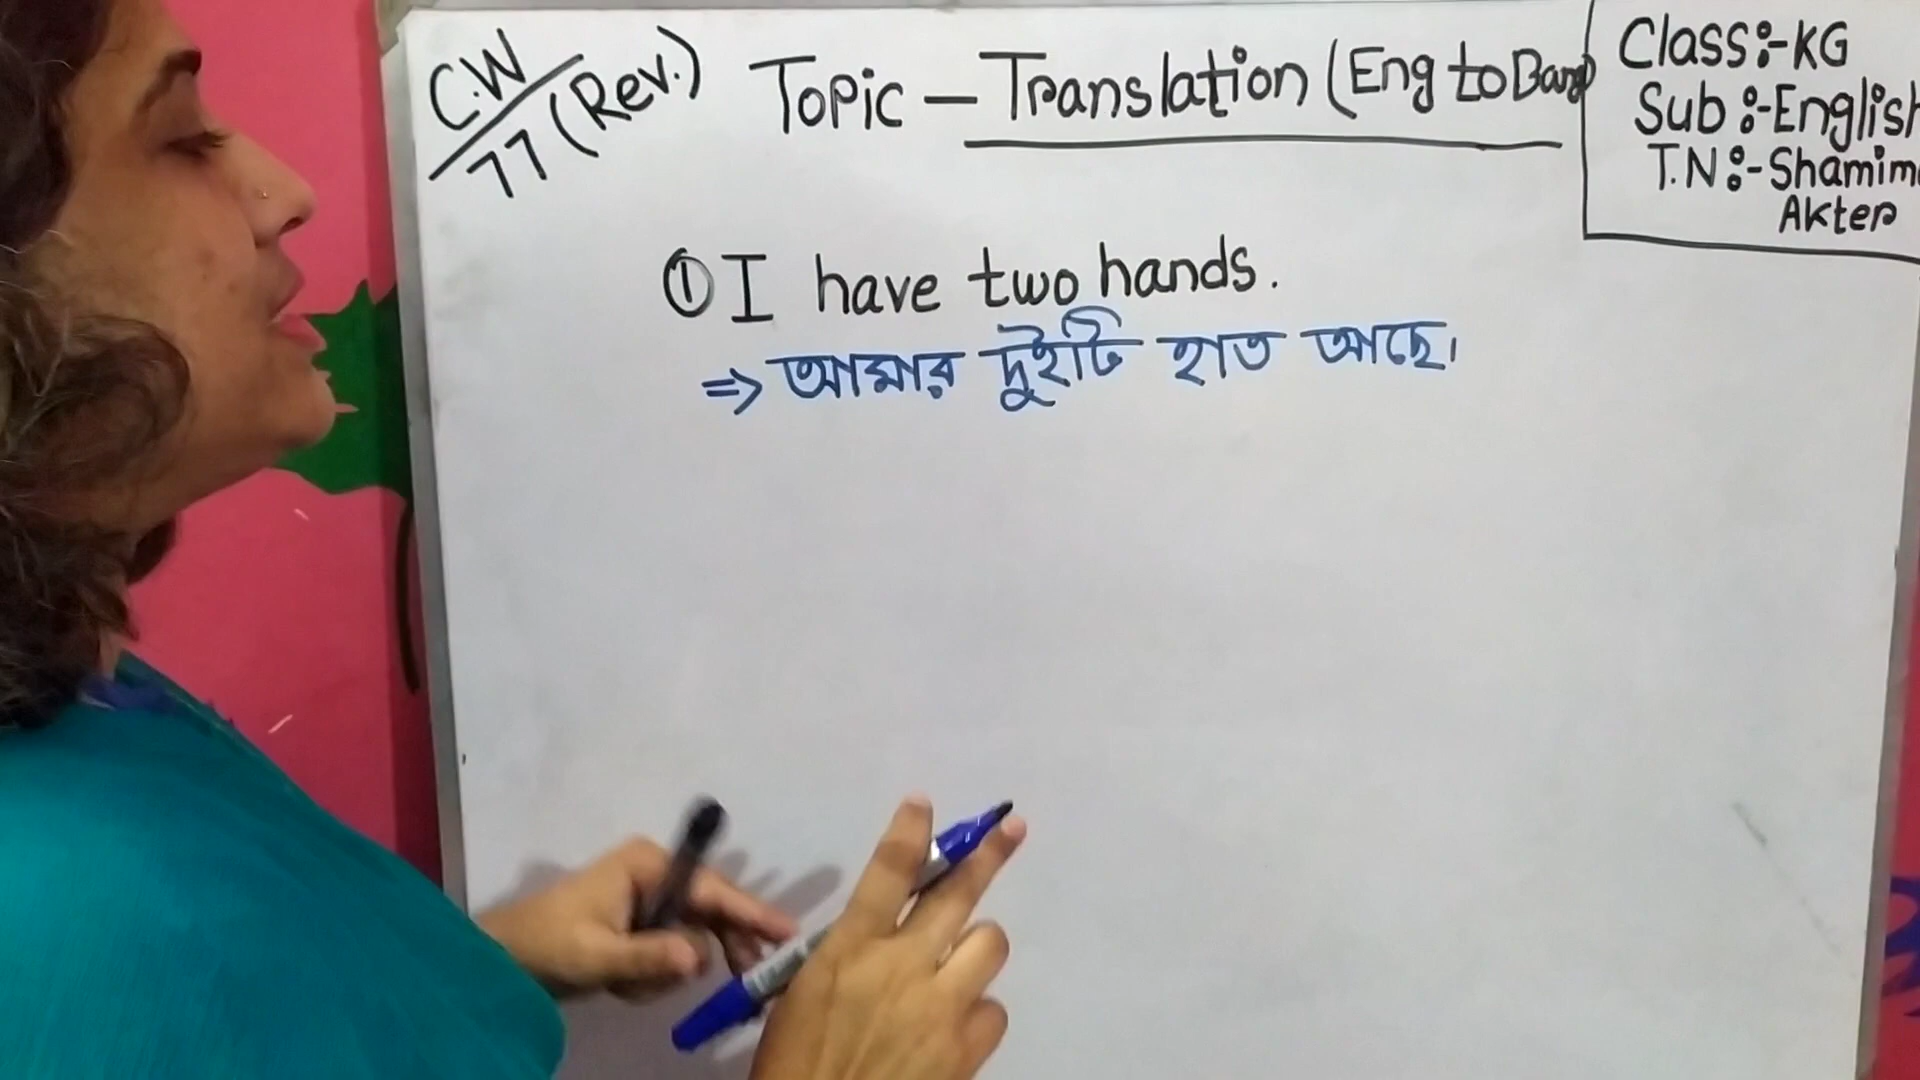 C.W
77 (Rev.)
Topic – Translation (Eng to Bang
Class:-KG
Sub:-English
T.N:-Shamima
Akter
① I have two hands.
⇒ আমার দুইটি হাত আছে।